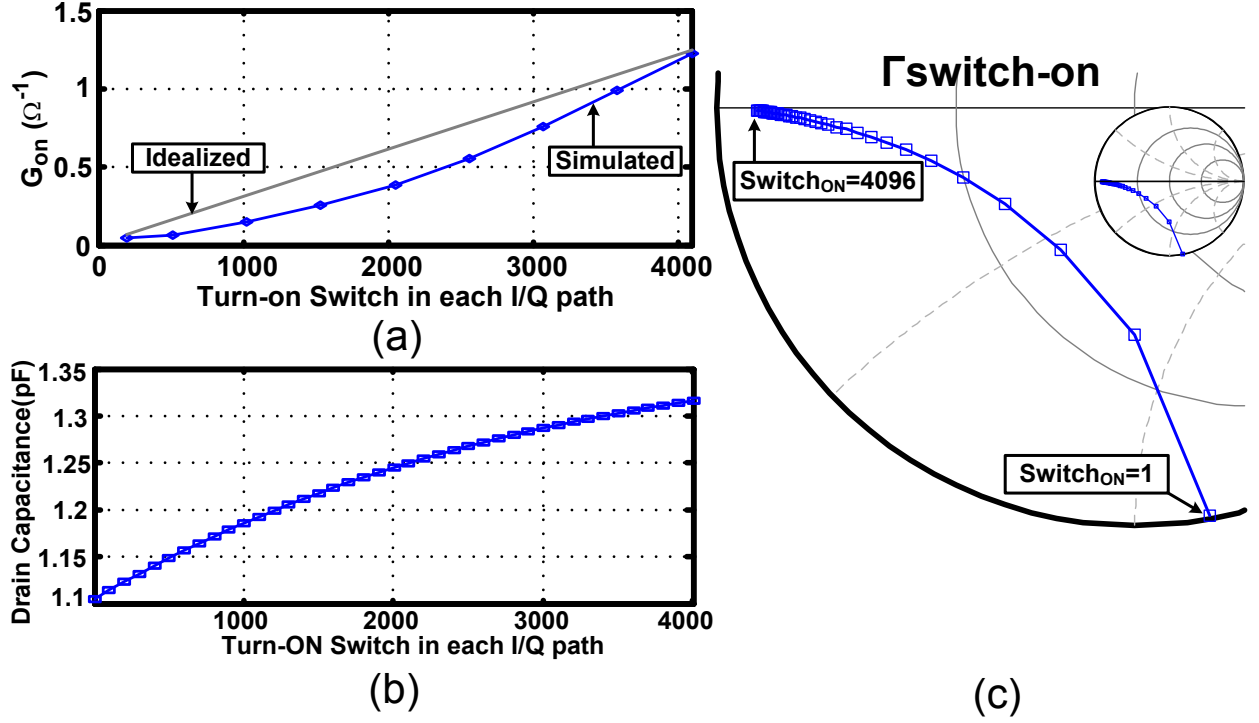 1.5
1
0.5
0
G_on (Ω⁻¹)
Idealized
Simulated
0 1000 2000 3000 4000
Turn-on Switch in each I/Q path
(a)
1.35
1.3
1.25
1.2
1.15
1.1
Drain Capacitance(pF)
1000 2000 3000 4000
Turn-ON Switch in each I/Q path
(b)
Γswitch-on
Switch_ON=4096
Switch_ON=1
(c)